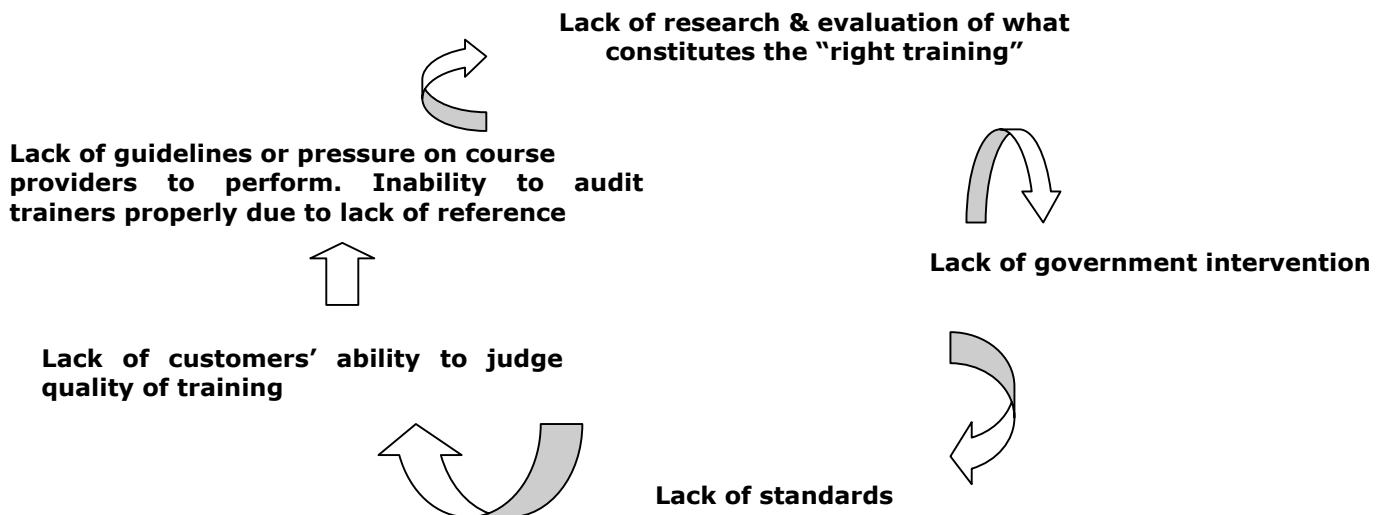 Lack of research & evaluation of what
constitutes the “right training”
Lack of guidelines or pressure on course
providers to perform. Inability to audit
trainers properly due to lack of reference
Lack of government intervention
Lack of customers’ ability to judge
quality of training
Lack of standards